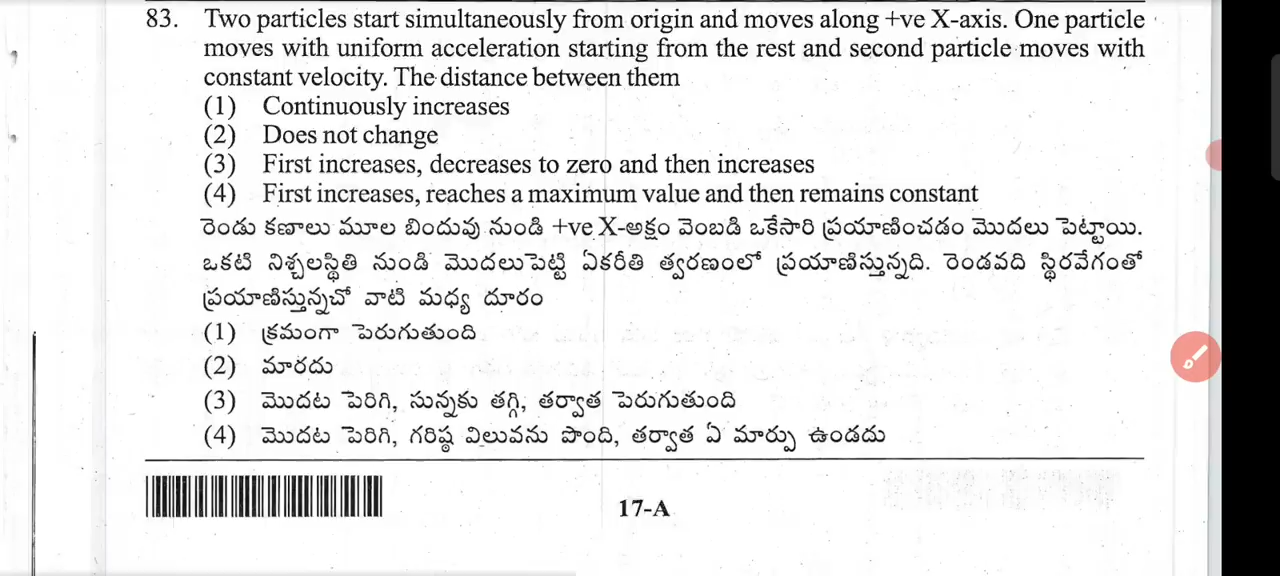 83. Two particles start simultaneously from origin and moves along +ve X-axis. One particle
moves with uniform acceleration starting from the rest and second particle moves with
constant velocity. The distance between them
(1) Continuously increases
(2) Does not change
(3) First increases, decreases to zero and then increases
(4) First increases, reaches a maximum value and then remains constant
రెండు కణాలు మూల బిందువు నుండి +ve X-అక్షం వెంబడి ఒకేసారి ప్రయాణించడం మొదలు పెట్టాయి.
ఒకటి నిశ్చలస్థితి నుండి మొదలుపెట్టి ఏకరీతి త్వరణంలో ప్రయాణిస్తున్నది. రెండవది స్థిరవేగంతో
ప్రయాణిస్తున్నచో వాటి మధ్య దూరం
(1) క్రమంగా పెరుగుతుంది
(2) మారదు
(3) మొదట పెరిగి, సున్నకు తగ్గి, తర్వాత పెరుగుతుంది
(4) మొదట పెరిగి, గరిష్ఠ విలువను పొంది, తర్వాత ఏ మార్పు ఉండదు
17-A